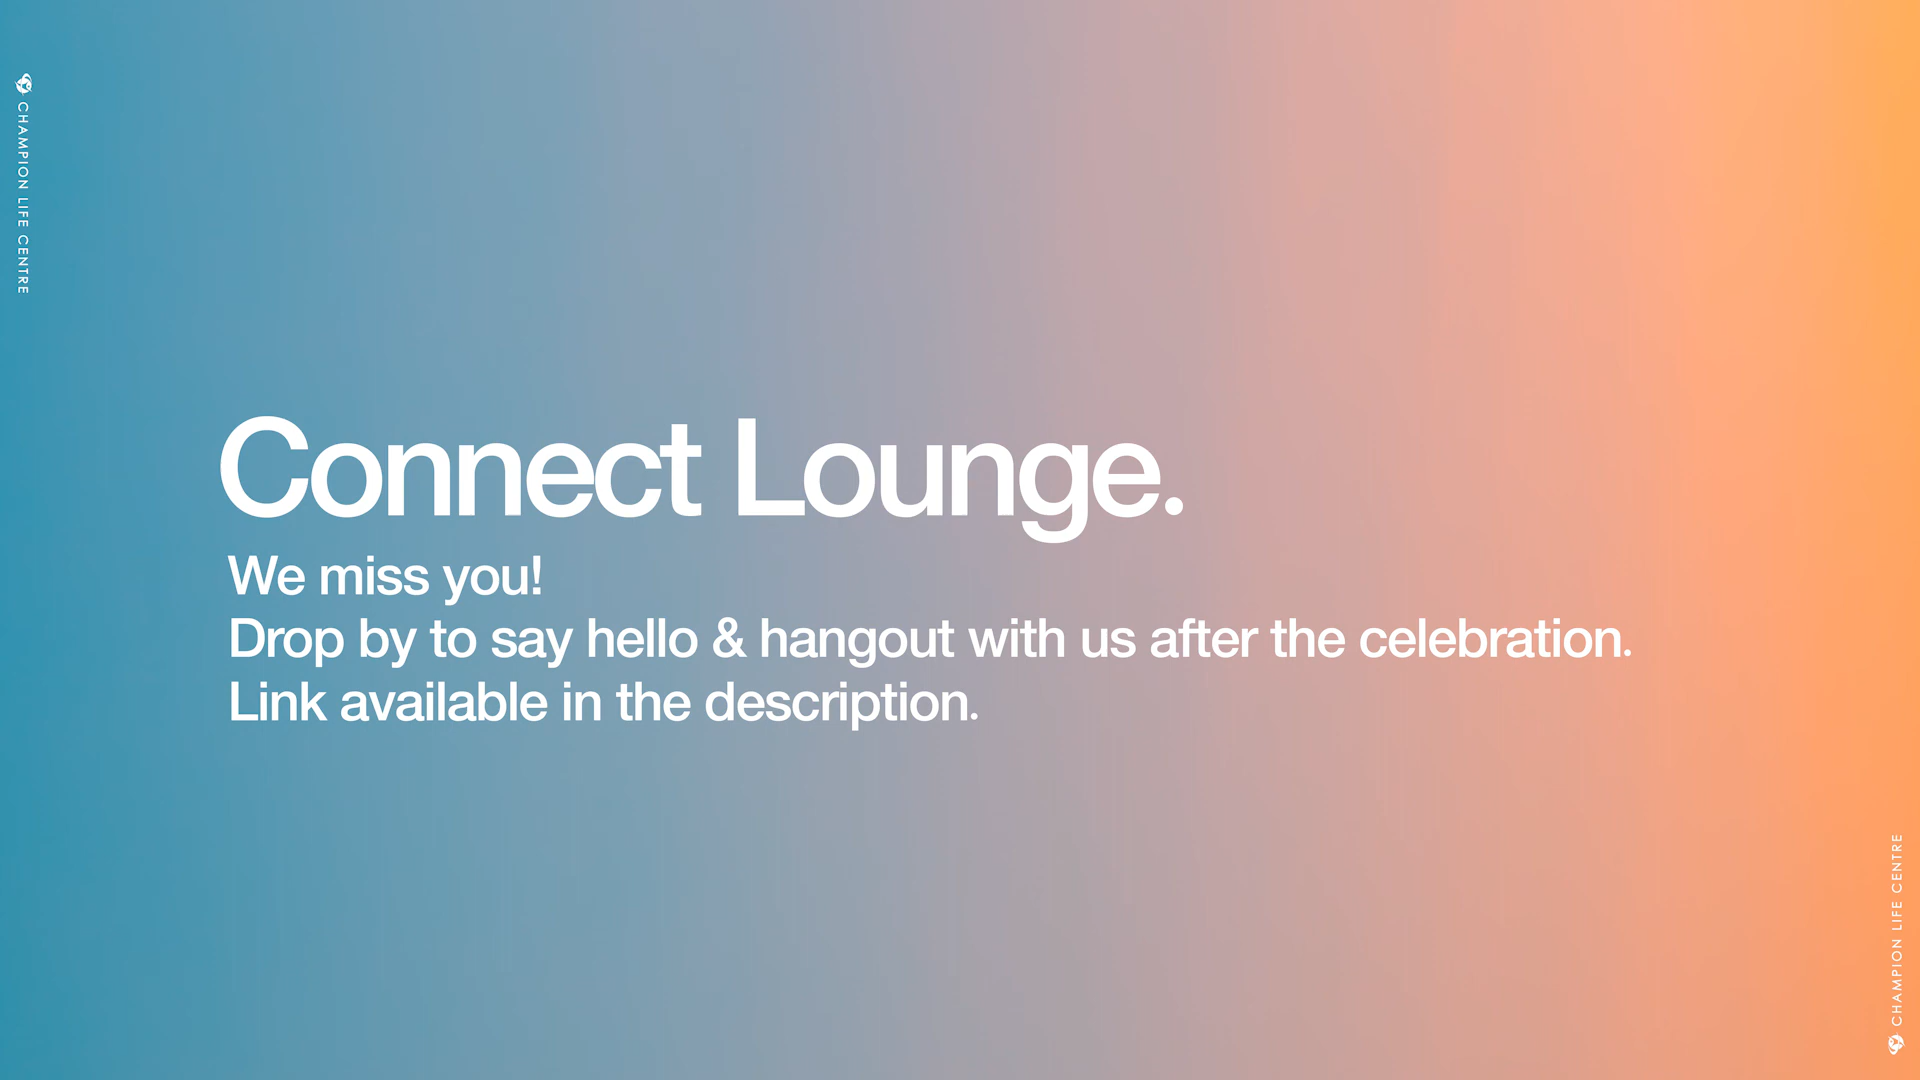 CHAMPION LIFE CENTRE
Connect Lounge.
We miss you!
Drop by to say hello & hangout with us after the celebration.
Link available in the description.
CHAMPION LIFE CENTRE